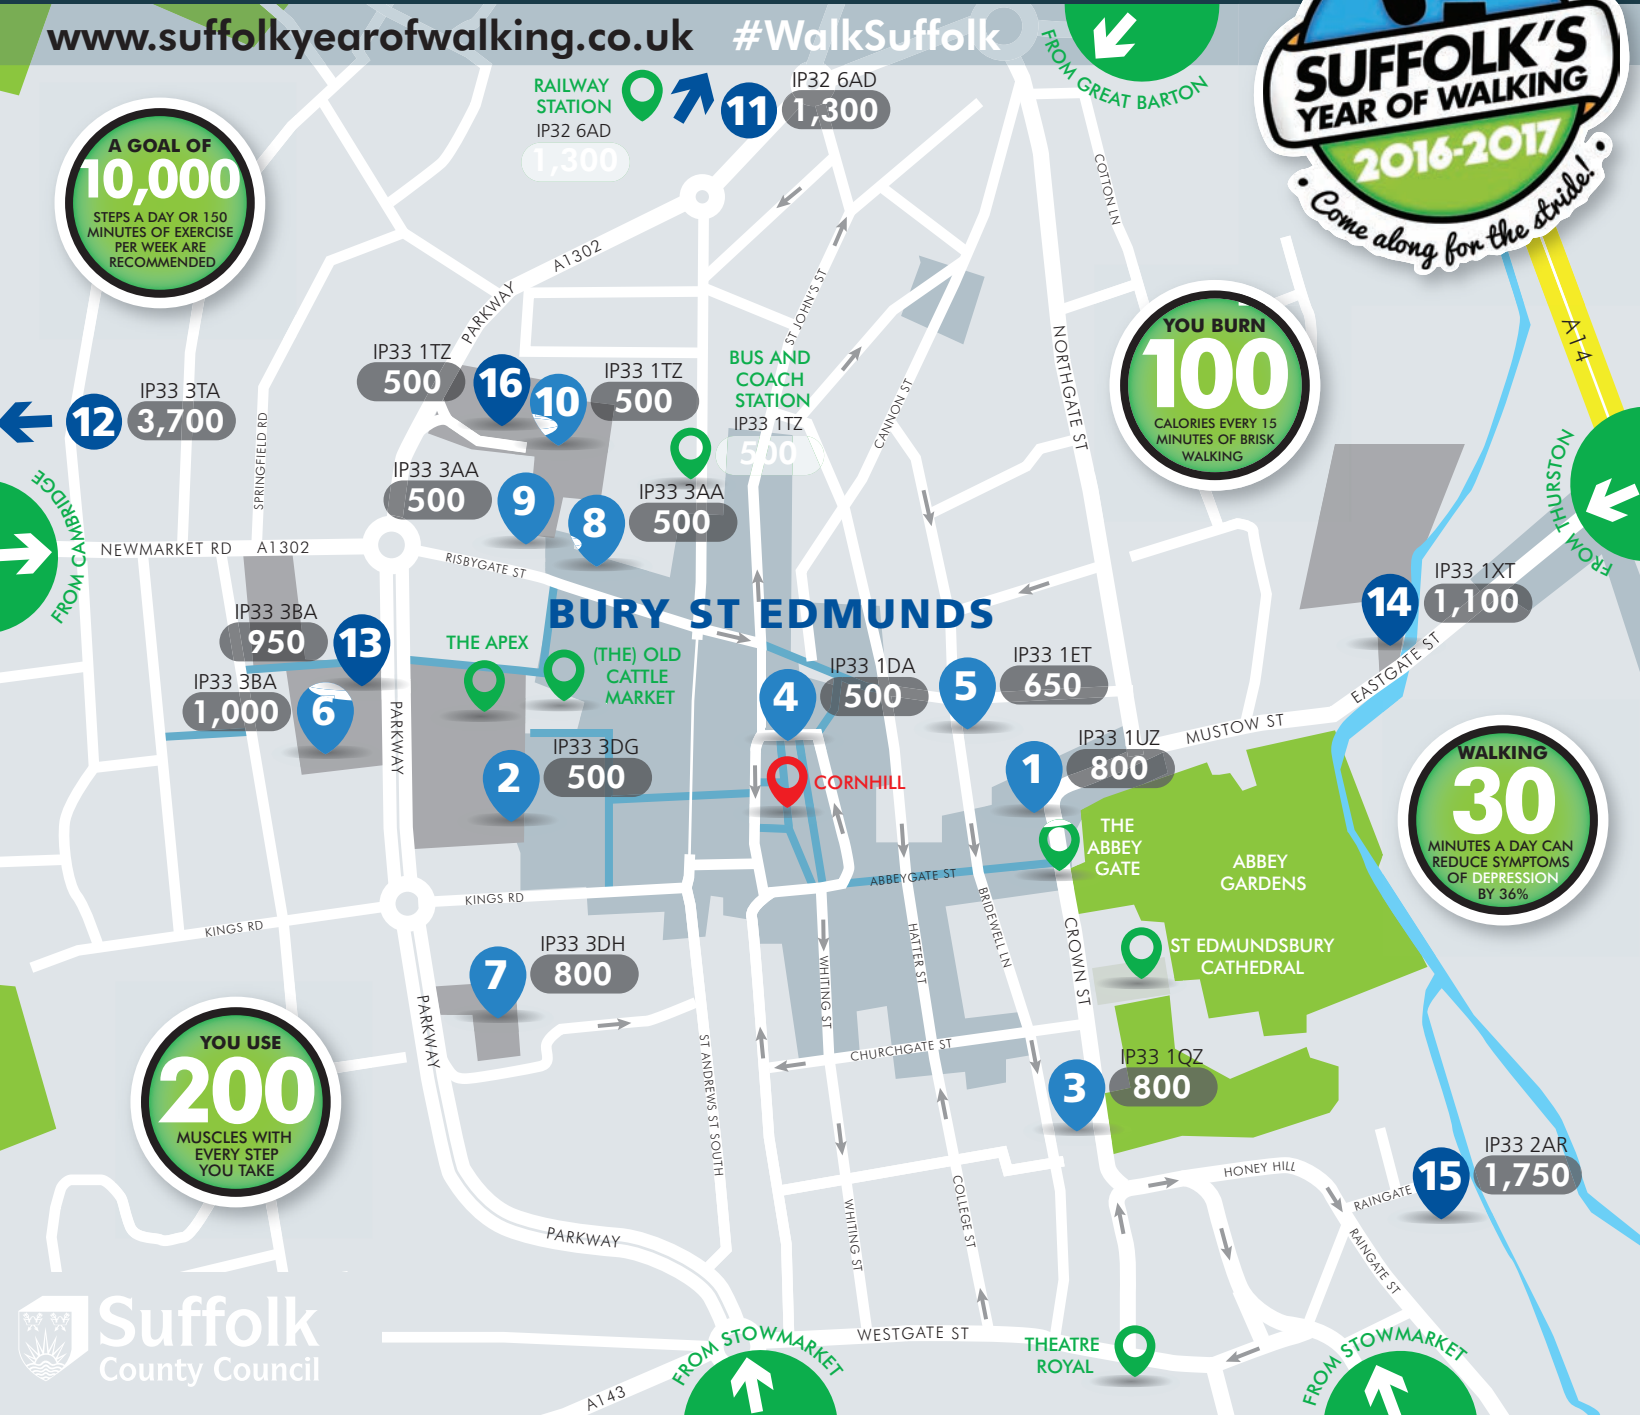 www.suffolkyearofwalking.co.uk #WalkSuffolk
FROM GREAT BARTON
SUFFOLK'S
YEAR OF WALKING
2016-2017
Come along for the stride!
RAILWAY
STATION
IP32 6AD
1,300
11
IP32 6AD
1,300
A GOAL OF
10,000
STEPS A DAY OR 150
MINUTES OF EXERCISE
PER WEEK ARE
RECOMMENDED
COTTON LN
A1302
PARKWAY
ST JOHN'S ST
A14
YOU BURN
100
CALORIES EVERY 15
MINUTES OF BRISK
WALKING
NORTHGATE ST
IP33 1TZ
500
16
10
IP33 1TZ
500
BUS AND
COACH
STATION
IP33 1TZ
500
CANNON ST
12
IP33 3TA
3,700
SPRINGFIELD RD
FROM CAMBRIDGE
FROM THURSTON
IP33 3AA
500
9
8
IP33 3AA
500
NEWMARKET RD A1302
RISBYGATE ST
BURY ST EDMUNDS
14
IP33 1XT
1,100
EASTGATE ST
IP33 3BA
950
13
THE APEX
(THE) OLD
CATTLE
MARKET
IP33 3BA
1,000
6
PARKWAY
4
IP33 1DA
500
5
IP33 1ET
650
MUSTOW ST
2
IP33 3DG
500
CORNHILL
1
IP33 1UZ
800
WALKING
30
MINUTES A DAY CAN
REDUCE SYMPTOMS
OF DEPRESSION
BY 36%
THE
ABBEY
GATE
ABBEY
GARDENS
ABBEYGATE ST
KINGS RD
KINGS RD
BRIDEWELL LN
HATTER ST
CROWN ST
WHITING ST
ST EDMUNDSBURY
CATHEDRAL
7
IP33 3DH
800
PARKWAY
YOU USE
200
MUSCLES WITH
EVERY STEP
YOU TAKE
ST ANDREWS ST SOUTH
CHURCHGATE ST
3
IP33 1QZ
800
15
IP33 2AR
1,750
HONEY HILL
RAINGATE
RAINGATE ST
COLLEGE ST
WHITING ST
PARKWAY
Suffolk
County Council
WESTGATE ST
THEATRE
ROYAL
FROM STOWMARKET
FROM STOWMARKET
A143